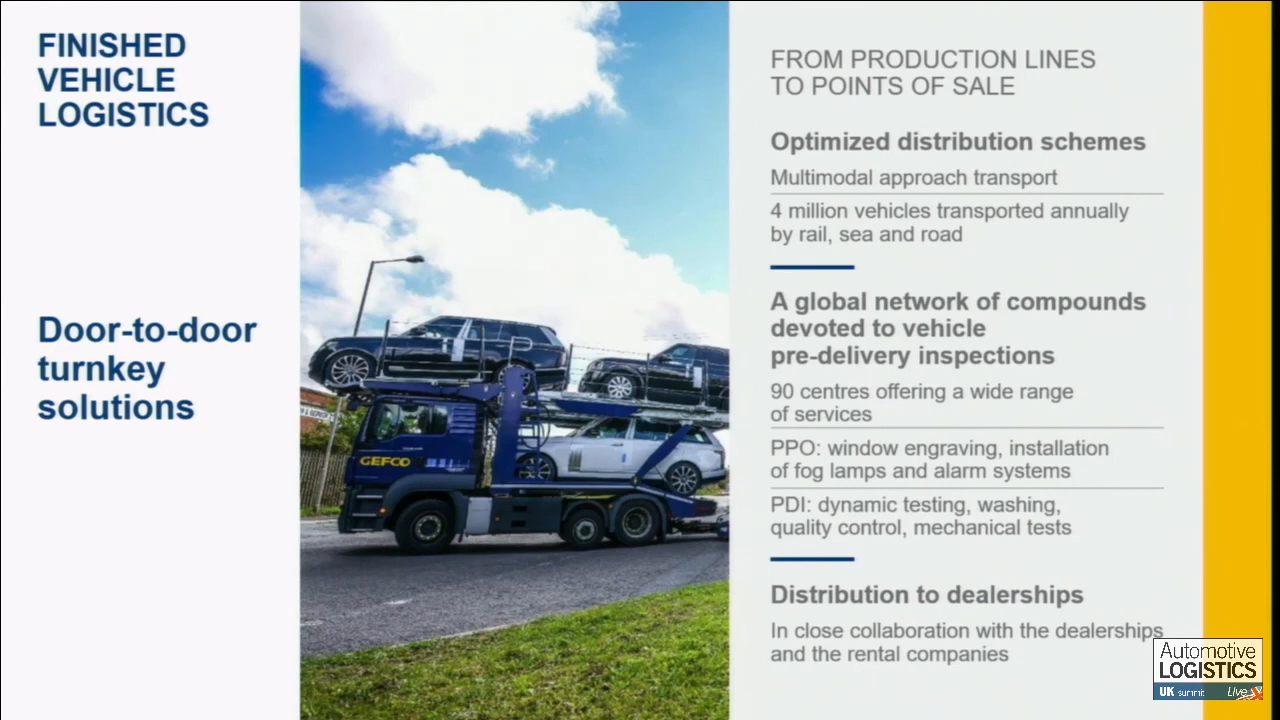 FINISHED
VEHICLE
LOGISTICS
Door-to-door
turnkey
solutions
GEFCO
FROM PRODUCTION LINES
TO POINTS OF SALE
Optimized distribution schemes
Multimodal approach transport
4 million vehicles transported annually
by rail, sea and road
A global network of compounds
devoted to vehicle
pre-delivery inspections
90 centres offering a wide range
of services
PPO: window engraving, installation
of fog lamps and alarm systems
PDI: dynamic testing, washing,
quality control, mechanical tests
Distribution to dealerships
In close collaboration with the dealerships
and the rental companies
Automotive
LOGISTICS
UK summit Live